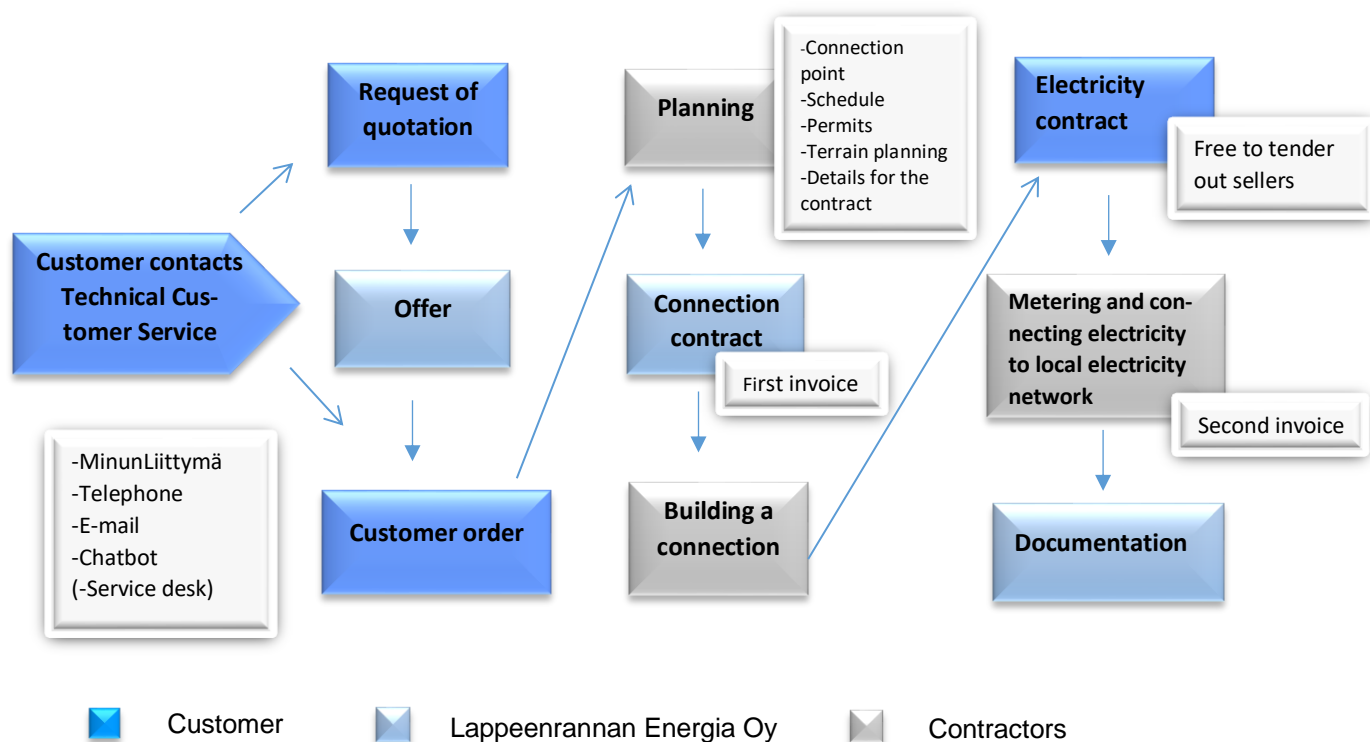 Request of
quotation
Customer contacts
Technical Cus-
tomer Service
Offer
-MinunLiittymä
-Telephone
-E-mail
-Chatbot
(-Service desk)
Customer order
Planning
-Connection
point
-Schedule
-Permits
-Terrain planning
-Details for the
contract
Connection
contract
First invoice
Building a
connection
Electricity
contract
Free to tender
out sellers
Metering and con-
necting electricity
to local electricity
network
Second invoice
Documentation
Customer
Lappeenrannan Energia Oy
Contractors